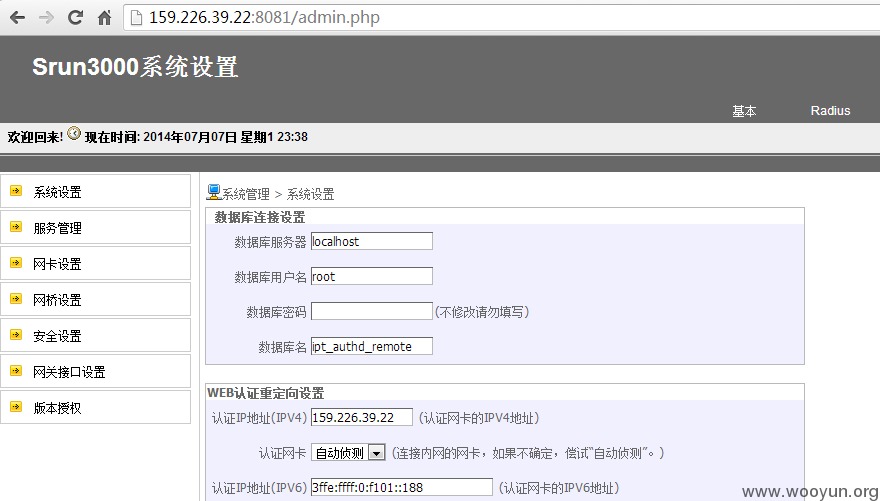 159.226.39.22:8081/admin.php
Srun3000系统设置
基本 Radius
欢迎回来! 现在时间: 2014年07月07日 星期1 23:38
系统设置
服务管理
网卡设置
网桥设置
安全设置
网关接口设置
版本授权
系统管理 > 系统设置
数据库连接设置
数据库服务器 localhost
数据库用户名 root
数据库密码 (不修改请勿填写)
数据库名 ipt_authd_remote
WEB认证重定向设置
认证IP地址(IPV4) 159.226.39.22 (认证网卡的IPV4地址)
认证网卡 自动侦测 (连接内网的网卡，如果不确定，尝试“自动侦测”。)
认证IP地址(IPV6) 3ffe:ffff:0:f101::188 (认证网卡的IPV6地址)
www.wooyun.org